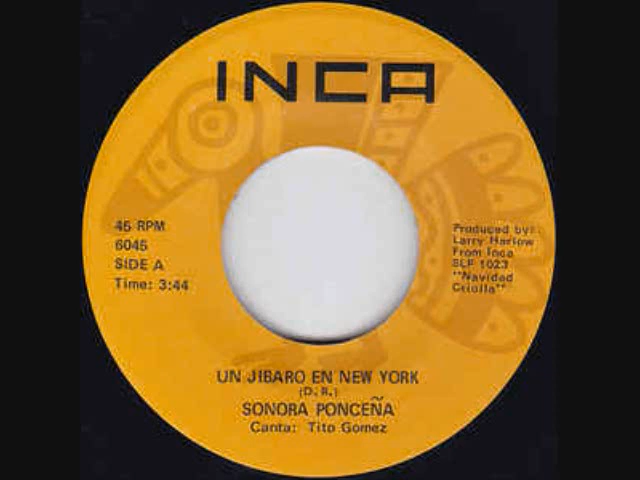 INCA
45 RPM
6045
SIDE A
Time: 3:44
Produced by:
Larry Harlow
From Inca
SLP 1023
"Navidad
Criolla"
UN JIBARO EN NEW YORK
(D. R.)
SONORA PONCEÑA
Canta: Tito Gomez